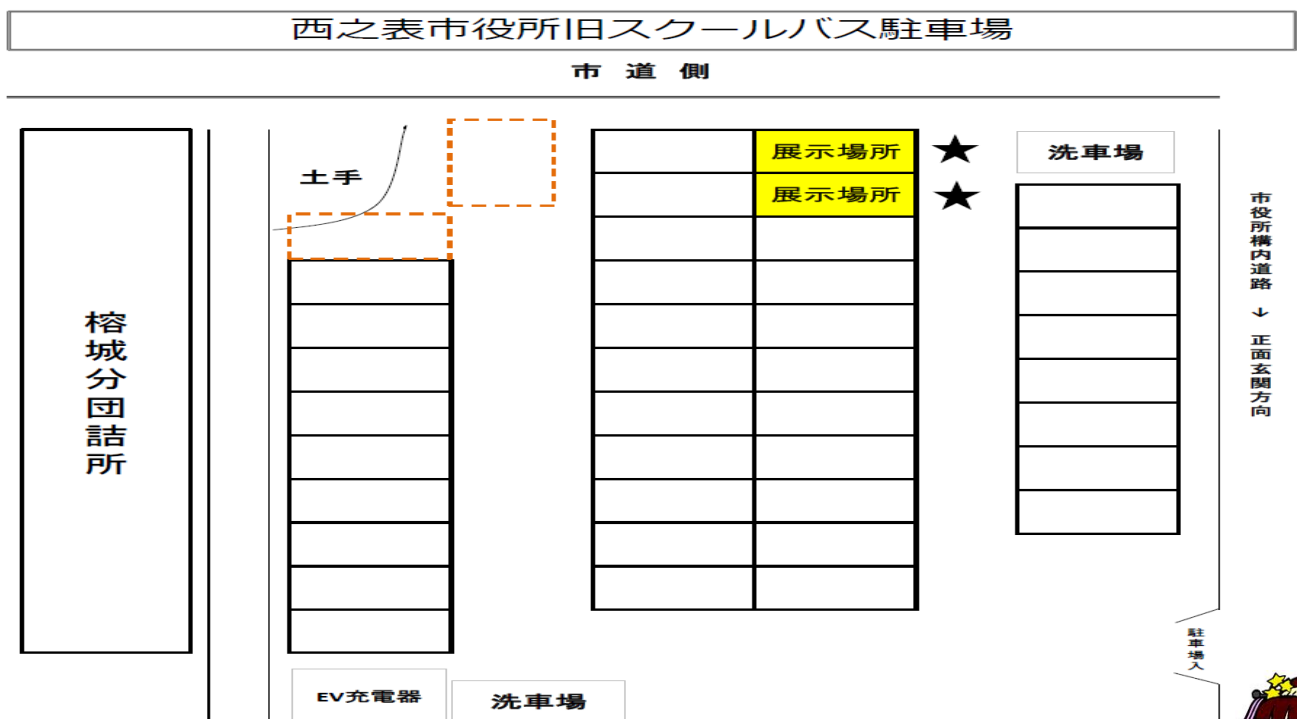 西之表市役所旧スクールバス駐車場
市道側
展示場所
洗車場
土手
展示場所
市役所構内道路 ↓ 正面玄関方向
榕城分団詰所
駐車場入
EV充電器
洗車場